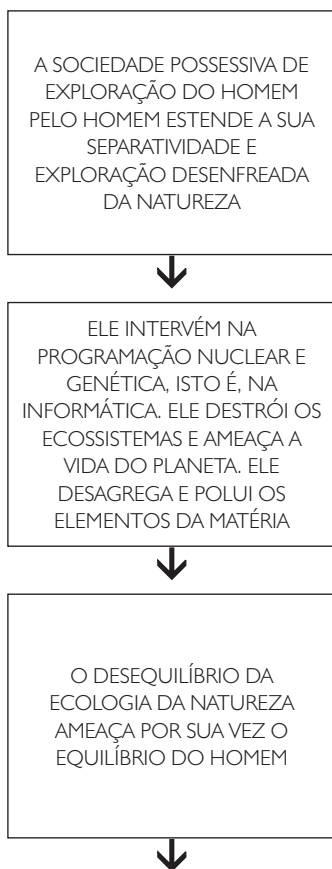 A SOCIEDADE POSSESSIVA DE
EXPLORAÇÃO DO HOMEM
PELO HOMEM ESTENDE A SUA
SEPARATIVIDADE E
EXPLORAÇÃO DESENFREADA
DA NATUREZA
ELE INTERVÉM NA
PROGRAMAÇÃO NUCLEAR E
GENÉTICA, ISTO É, NA
INFORMÁTICA. ELE DESTRÓI OS
ECOSSISTEMAS E AMEAÇA A
VIDA DO PLANETA. ELE
DESAGREGA E POLUI OS
ELEMENTOS DA MATÉRIA
O DESEQUILÍBRIO DA
ECOLOGIA DA NATUREZA
AMEAÇA POR SUA VEZ O
EQUILÍBRIO DO HOMEM